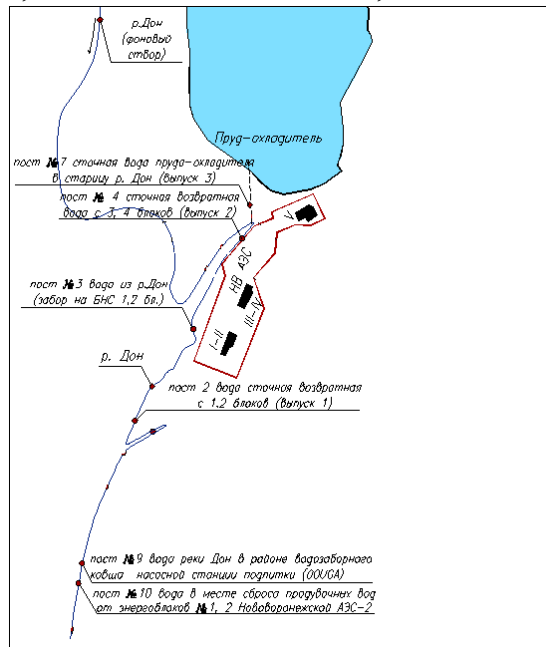 р.Дон
(фоновый
створ)
Пруд-охладитель
пост №7 сточная вода пруда-охладителя
в старицу р. Дон (выпуск 3)
пост № 4 сточная возвратная
вода с 3, 4 блоков (выпуск 2)
V
НВ АЭС
пост №3 вода из р.Дон
(забор на БНС 1,2 бл.)
III-IV
I-II
р. Дон
пост 2 вода сточная возвратная
с 1.2 блоков (выпуск 1)
пост №9 вода реки Дон в районе водозаборного
ковша насосной станции подпитки (00UGA)
пост №10 вода в месте сброса продувочных вод
от энергоблоков №1, 2 Нововоранежской АЭС-2